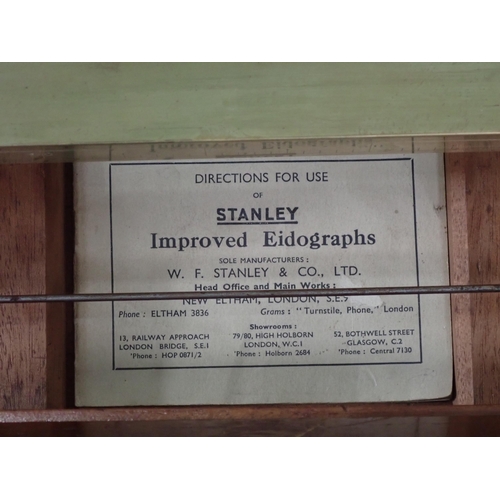 Improved Eidographs
DIRECTIONS FOR USE
OF
STANLEY
Improved Eidographs
SOLE MANUFACTURERS :
W. F. STANLEY & CO., LTD.
Head Office and Main Works :
NEW ELTHAM, LONDON, S.E.9
Phone : ELTHAM 3836 Grams : "Turnstile, Phone," London
Showrooms :
13, RAILWAY APPROACH 79/80, HIGH HOLBORN 52, BOTHWELL STREET
LONDON BRIDGE, S.E.1 LONDON, W.C.1 GLASGOW, C.2
'Phone : HOP 0871/2 'Phone : Holborn 2684 'Phone : Central 7130